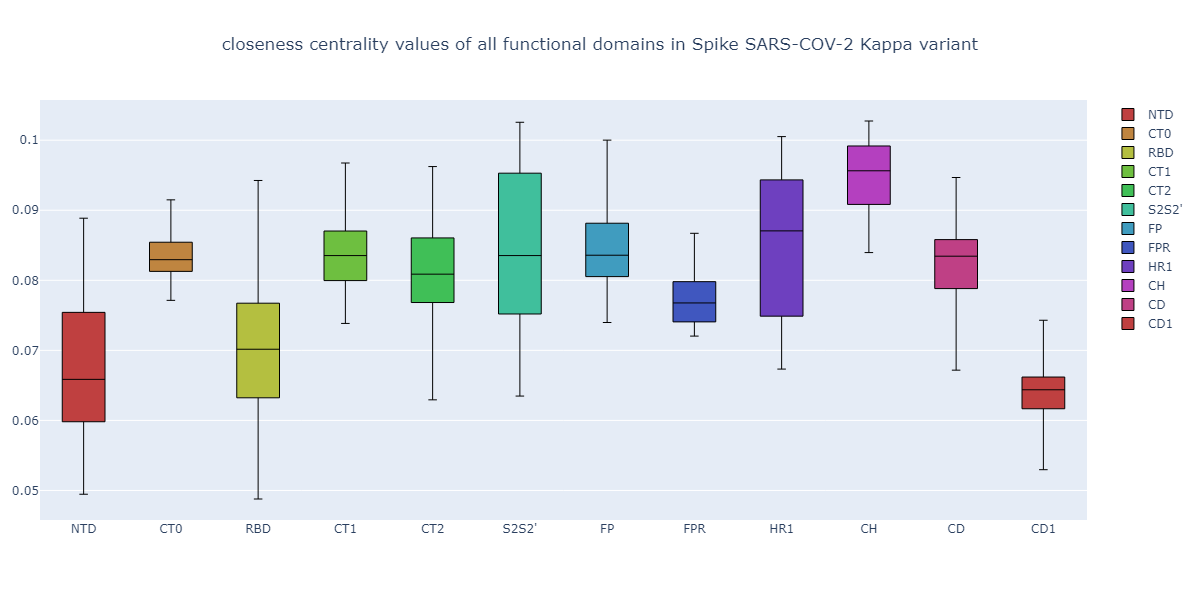 closeness centrality values of all functional domains in Spike SARS-COV-2 Kappa variant
0.1
0.09
0.08
0.07
0.06
0.05
NTD CT0 RBD CT1 CT2 S2S2' FP FPR HR1 CH CD CD1
NTD
CT0
RBD
CT1
CT2
S2S2'
FP
FPR
HR1
CH
CD
CD1